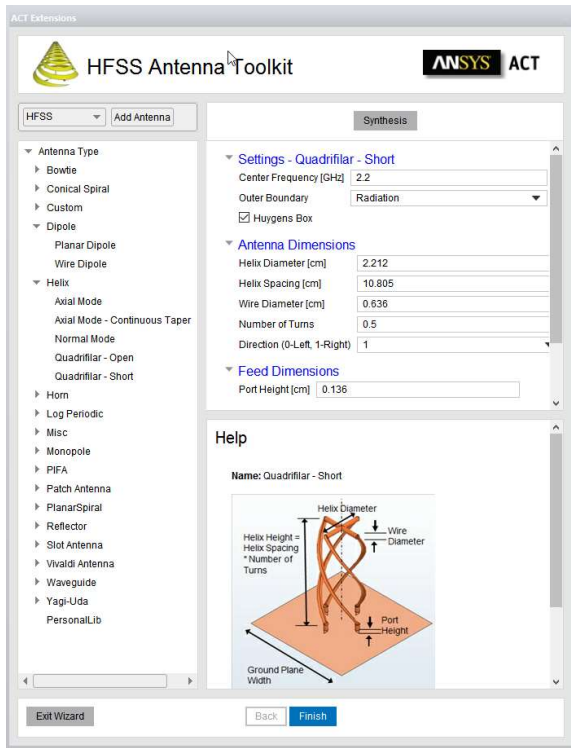 ACT Extensions
HFSS Antenna Toolkit
ANSYS ACT
HFSS
Add Antenna
Antenna Type
Bowtie
Conical Spiral
Custom
Dipole
Planar Dipole
Wire Dipole
Helix
Axial Mode
Axial Mode - Continuous Taper
Normal Mode
Quadrifilar - Open
Quadrifilar - Short
Horn
Log Periodic
Misc
Monopole
PIFA
Patch Antenna
PlanarSpiral
Reflector
Slot Antenna
Vivaldi Antenna
Waveguide
Yagi-Uda
PersonalLib
Synthesis
Settings - Quadrifilar - Short
Center Frequency [GHz] 2.2
Outer Boundary Radiation
Huygens Box
Antenna Dimensions
Helix Diameter [cm] 2.212
Helix Spacing [cm] 10.805
Wire Diameter [cm] 0.636
Number of Turns 0.5
Direction (0-Left, 1-Right) 1
Feed Dimensions
Port Height [cm] 0.136
Help
Name: Quadrifilar - Short
Helix Diameter
Wire
Diameter
Helix Height =
Helix Spacing
* Number of
Turns
Port
Height
Ground Plane
Width
Exit Wizard
Back
Finish